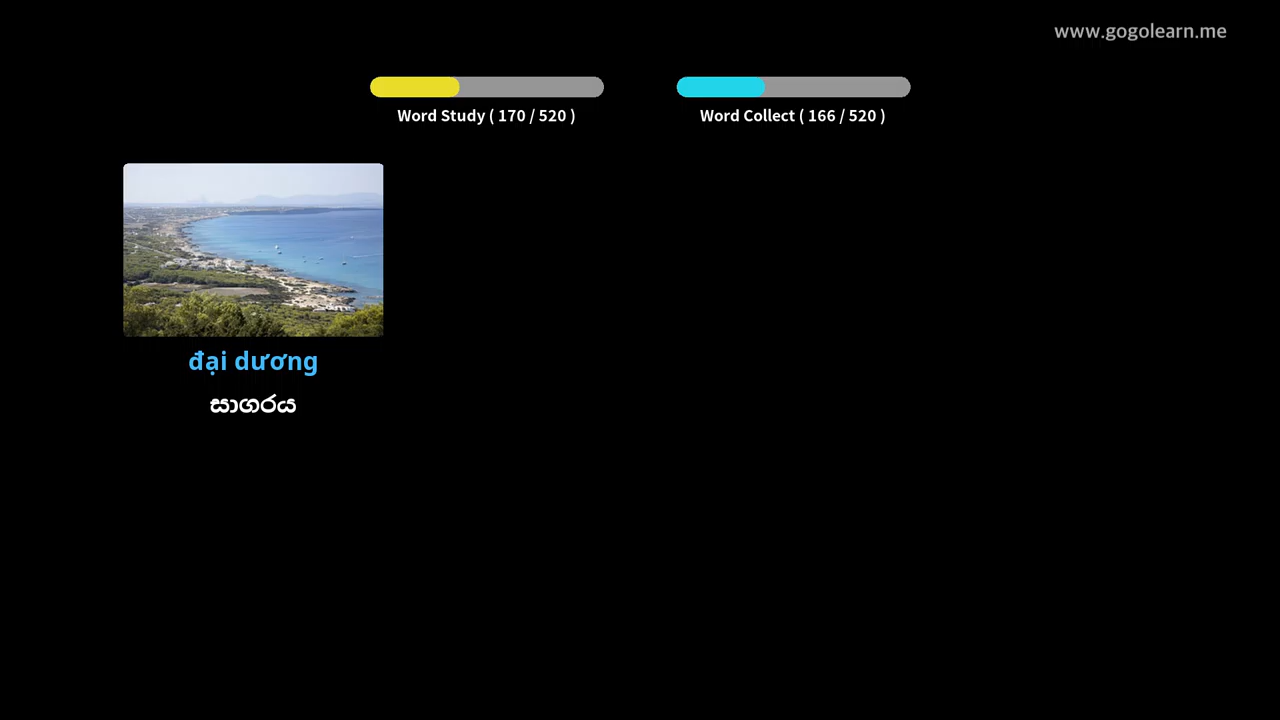 www.gogolearn.me
Word Study ( 170 / 520 )
Word Collect ( 166 / 520 )
đại dương
සාගරය